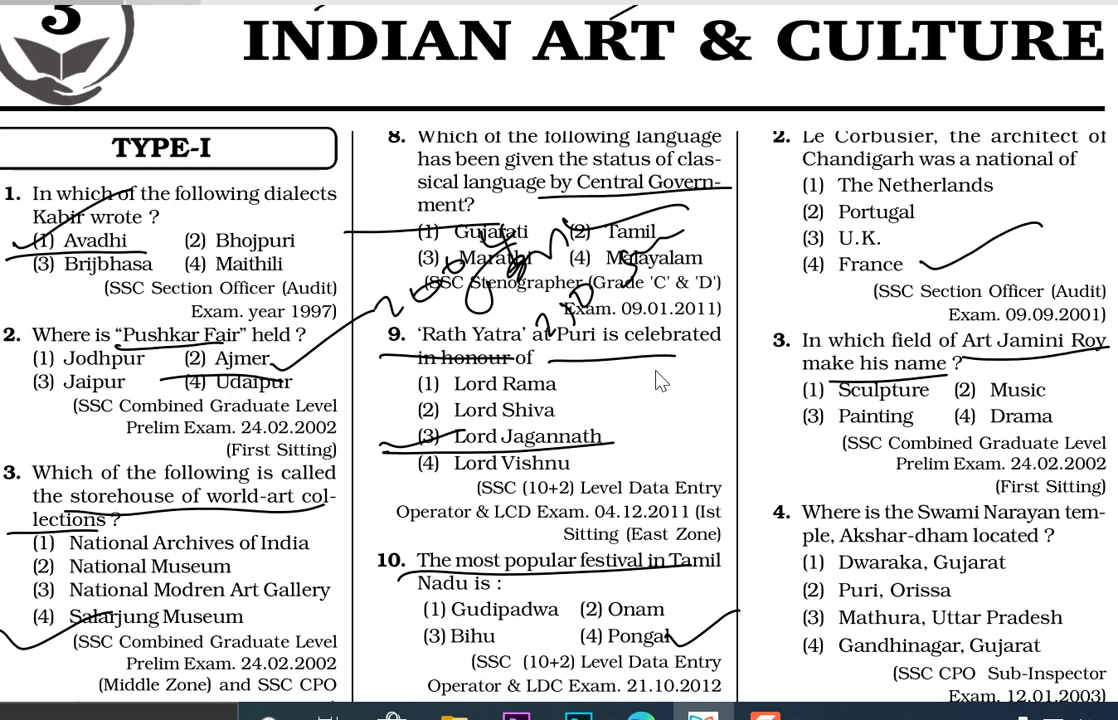 3
INDIAN ART & CULTURE
TYPE-I
1. In which of the following dialects
Kabir wrote ?
(1) Avadhi (2) Bhojpuri
(3) Brijbhasa (4) Maithili
(SSC Section Officer (Audit)
Exam. year 1997)
2. Where is “Pushkar Fair” held ?
(1) Jodhpur (2) Ajmer
(3) Jaipur (4) Udaipur
(SSC Combined Graduate Level
Prelim Exam. 24.02.2002
(First Sitting)
3. Which of the following is called
the storehouse of world-art col-
lections ?
(1) National Archives of India
(2) National Museum
(3) National Modren Art Gallery
(4) Salarjung Museum
(SSC Combined Graduate Level
Prelim Exam. 24.02.2002
(Middle Zone) and SSC CPO
8. Which of the following language
has been given the status of clas-
sical language by Central Govern-
ment?
(1) Gujarati (2) Tamil
(3) Marathi (4) Malayalam
(SSC Stenographer (Grade 'C' & 'D')
Exam. 09.01.2011)
9. ‘Rath Yatra’ at Puri is celebrated
in honour of
(1) Lord Rama
(2) Lord Shiva
(3) Lord Jagannath
(4) Lord Vishnu
(SSC (10+2) Level Data Entry
Operator & LCD Exam. 04.12.2011 (Ist
Sitting (East Zone)
10. The most popular festival in Tamil
Nadu is :
(1) Gudipadwa (2) Onam
(3) Bihu (4) Pongal
(SSC (10+2) Level Data Entry
Operator & LDC Exam. 21.10.2012
2. Le Corbusier, the architect of
Chandigarh was a national of
(1) The Netherlands
(2) Portugal
(3) U.K.
(4) France
(SSC Section Officer (Audit)
Exam. 09.09.2001)
3. In which field of Art Jamini Roy
make his name ?
(1) Sculpture (2) Music
(3) Painting (4) Drama
(SSC Combined Graduate Level
Prelim Exam. 24.02.2002
(First Sitting)
4. Where is the Swami Narayan tem-
ple, Akshar-dham located ?
(1) Dwaraka, Gujarat
(2) Puri, Orissa
(3) Mathura, Uttar Pradesh
(4) Gandhinagar, Gujarat
(SSC CPO Sub-Inspector
Exam. 12.01.2003)